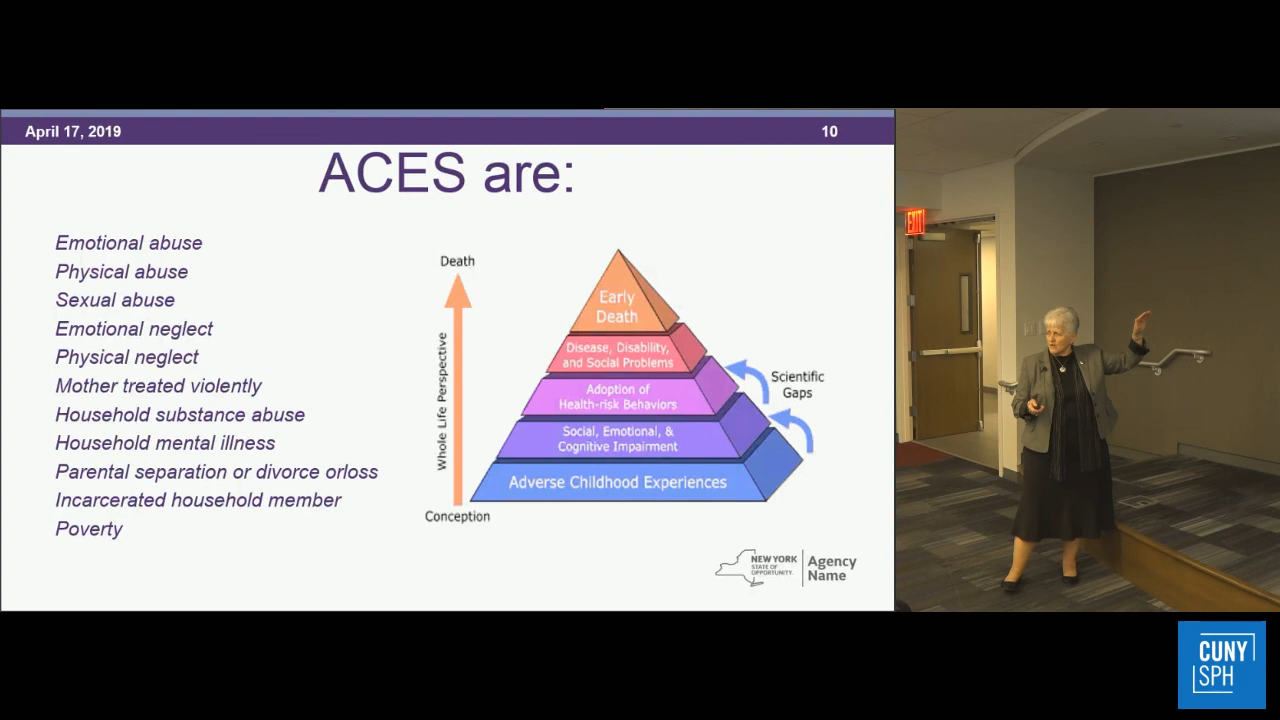 April 17, 2019
10
ACES are:
Emotional abuse
Physical abuse
Sexual abuse
Emotional neglect
Physical neglect
Mother treated violently
Household substance abuse
Household mental illness
Parental separation or divorce orloss
Incarcerated household member
Poverty
Death
Whole Life Perspective
Conception
Early
Death
Disease, Disability,
and Social Problems
Adoption of
Health-risk Behaviors
Social, Emotional, &
Cognitive Impairment
Adverse Childhood Experiences
Scientific
Gaps
NEW YORK
STATE OF
OPPORTUNITY.
Agency
Name
EXIT
CUNY
SPH